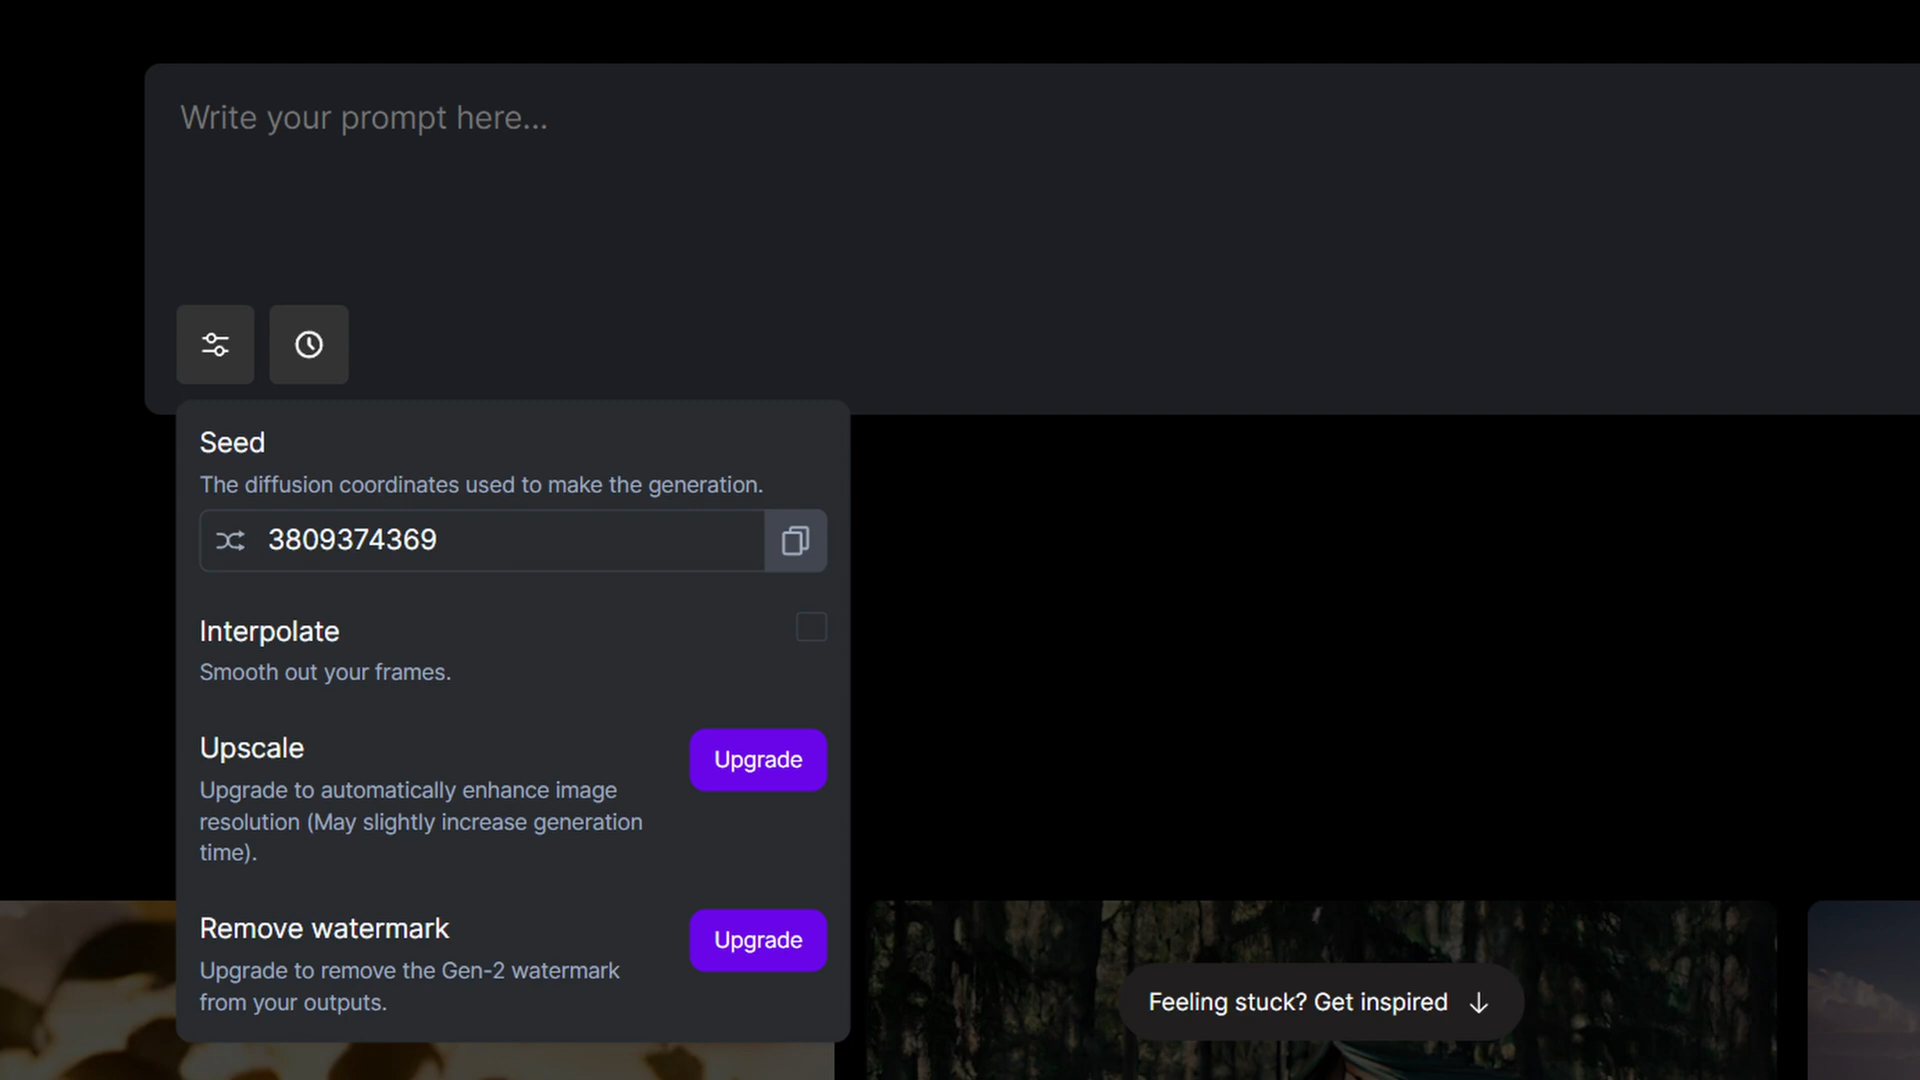 Write your prompt here...
Seed
The diffusion coordinates used to make the generation.
3809374369
Interpolate
Smooth out your frames.
Upscale
Upgrade
Upgrade to automatically enhance image
resolution (May slightly increase generation
time).
Remove watermark
Upgrade
Upgrade to remove the Gen-2 watermark
from your outputs.
Feeling stuck? Get inspired